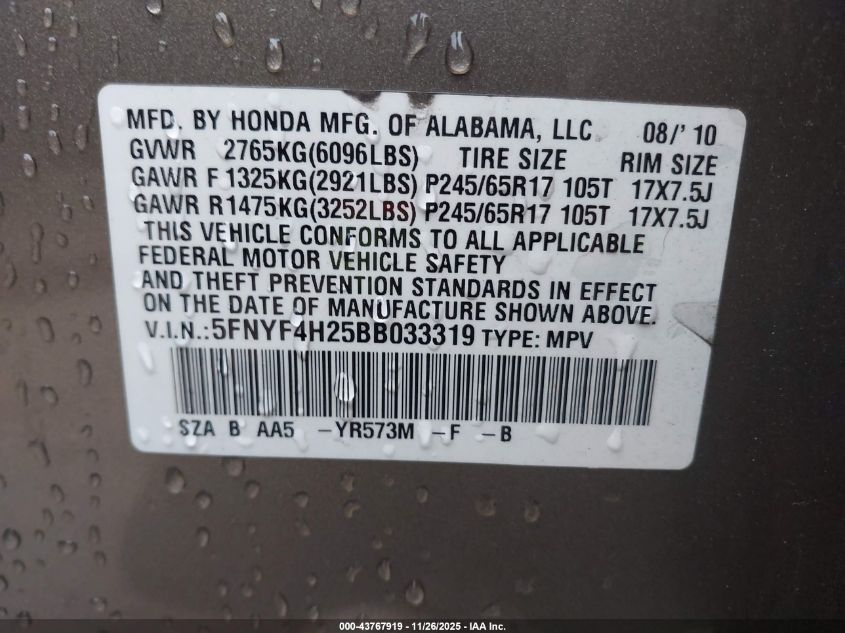 MFD. BY HONDA MFG. OF ALABAMA, LLC 08/'10
GVWR 2765KG(6096LBS) TIRE SIZE RIM SIZE
GAWR F 1325KG(2921LBS) P245/65R17 105T 17X7.5J
GAWR R1475KG(3252LBS) P245/65R17 105T 17X7.5J
THIS VEHICLE CONFORMS TO ALL APPLICABLE
FEDERAL MOTOR VEHICLE SAFETY
AND THEFT PREVENTION STANDARDS IN EFFECT
ON THE DATE OF MANUFACTURE SHOWN ABOVE.
V.I.N.:5FNYF4H25BB033319 TYPE: MPV
SZA B AA5 -YR573M -F -B
000-43767919 - 11/26/2025 - IAA Inc.